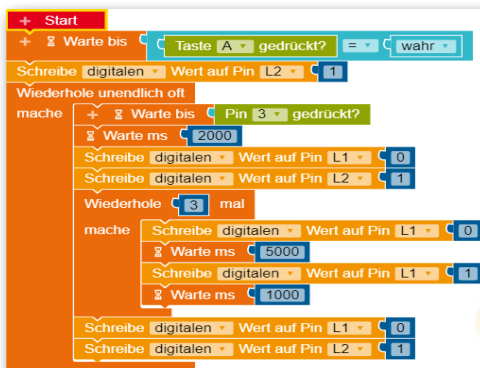 + Start
+ Warte bis Taste A gedrückt? = wahr
Schreibe digitalen Wert auf Pin L2 1
Wiederhole unendlich oft
mache + Warte bis Pin 3 gedrückt?
Warte ms 2000
Schreibe digitalen Wert auf Pin L1 0
Schreibe digitalen Wert auf Pin L2 1
Wiederhole 3 mal
mache Schreibe digitalen Wert auf Pin L1 0
Warte ms 5000
Schreibe digitalen Wert auf Pin L1 1
Warte ms 1000
Schreibe digitalen Wert auf Pin L1 0
Schreibe digitalen Wert auf Pin L2 1